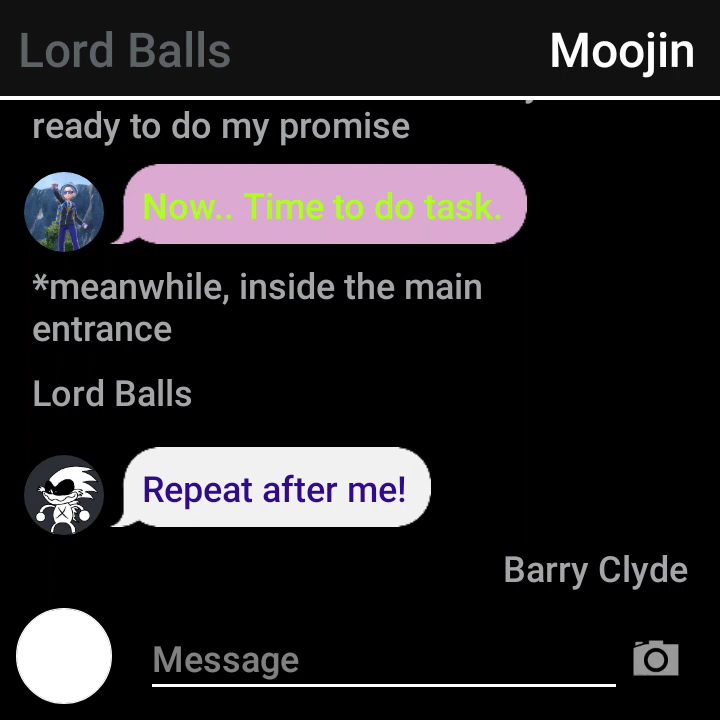 Lord Balls
Moojin
ready to do my promise
Now.. Time to do task.
*meanwhile, inside the main
entrance
Lord Balls
Repeat after me!
Barry Clyde
Message